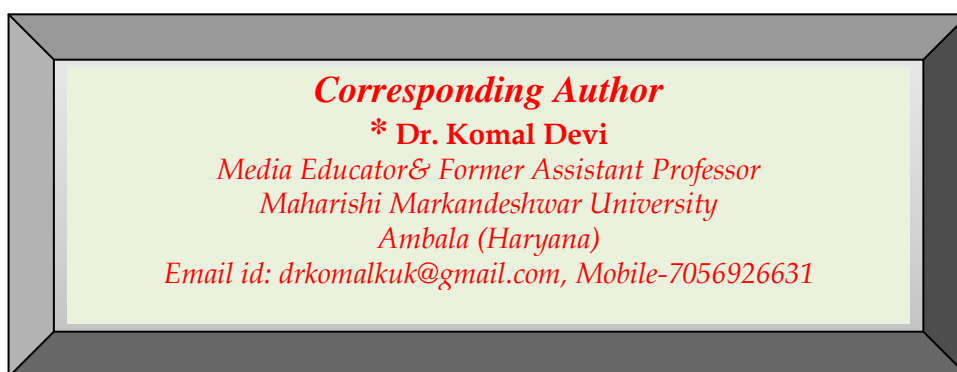 Corresponding Author
* Dr. Komal Devi
Media Educator& Former Assistant Professor
Maharishi Markandeshwar University
Ambala (Haryana)
Email id: drkomalkuk@gmail.com, Mobile-7056926631